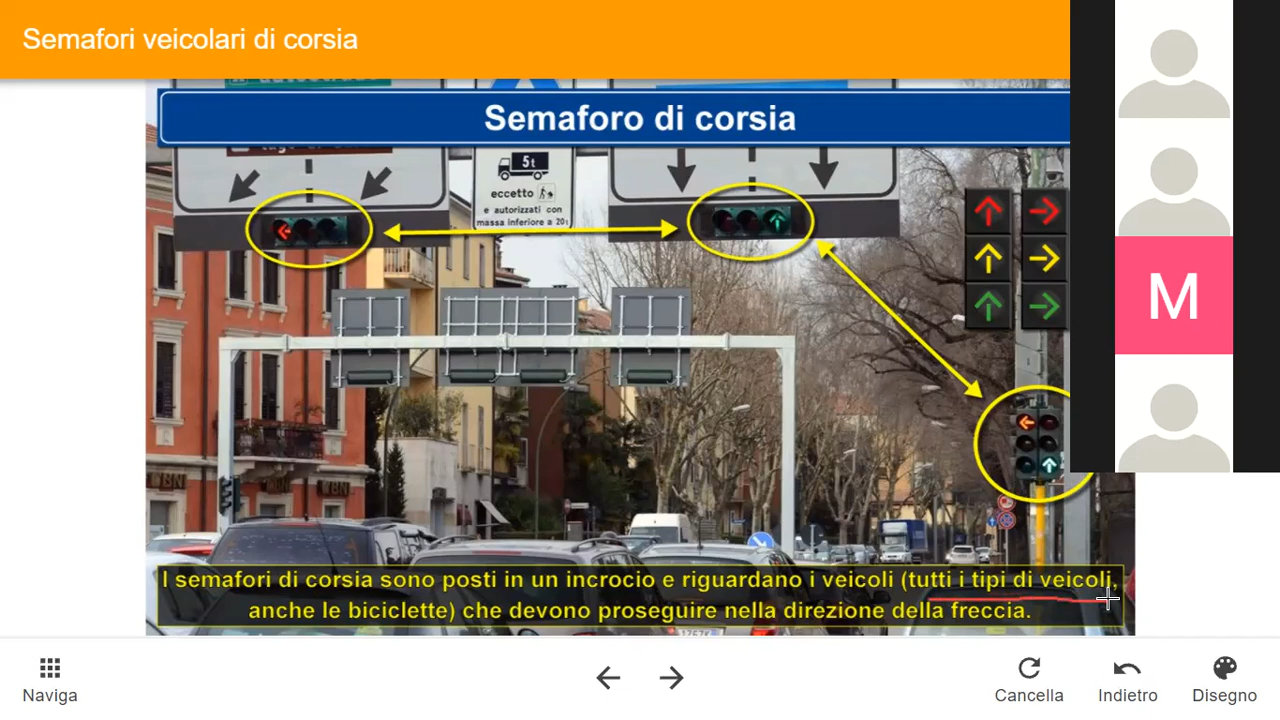 Semafori veicolari di corsia
Semaforo di corsia
5t
eccetto
e autorizzati con
massa inferiore a 20t
I semafori di corsia sono posti in un incrocio e riguardano i veicoli (tutti i tipi di veicoli,
anche le biciclette) che devono proseguire nella direzione della freccia.
M
Naviga
Cancella
Indietro
Disegno